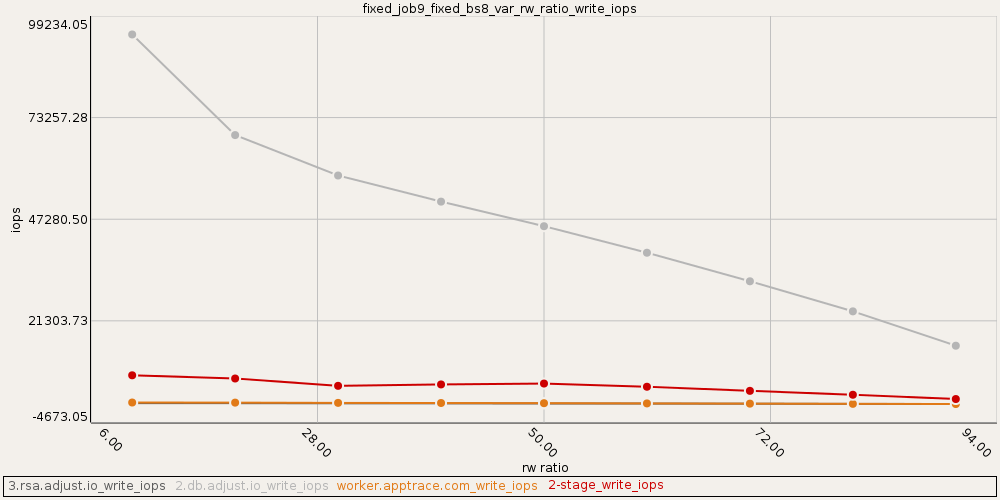 fixed_job9_fixed_bs8_var_rw_ratio_write_iops
99234.05
73257.28
47280.50
21303.73
-4673.05
iops
6.00
28.00
50.00
72.00
94.00
rw ratio
3.rsa.adjust.io_write_iops 2.db.adjust.io_write_iops worker.apptrace.com_write_iops 2-stage_write_iops